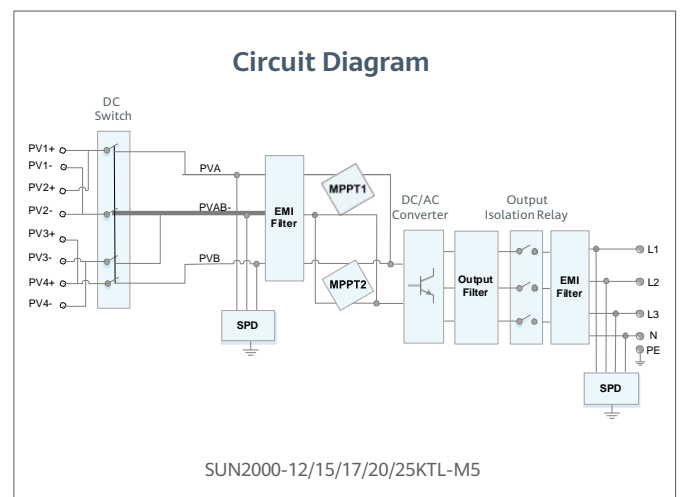 Circuit Diagram
DC
Switch
PV1+
PV1-
PV2+
PV2-
PV3+
PV3-
PV4+
PV4-
PVA
PVAB-
PVB
SPD
EMI
Filter
MPPT1
MPPT2
DC/AC
Converter
Output
Filter
Output
Isolation Relay
EMI
Filter
L1
L2
L3
N
PE
SPD
SUN2000-12/15/17/20/25KTL-M5